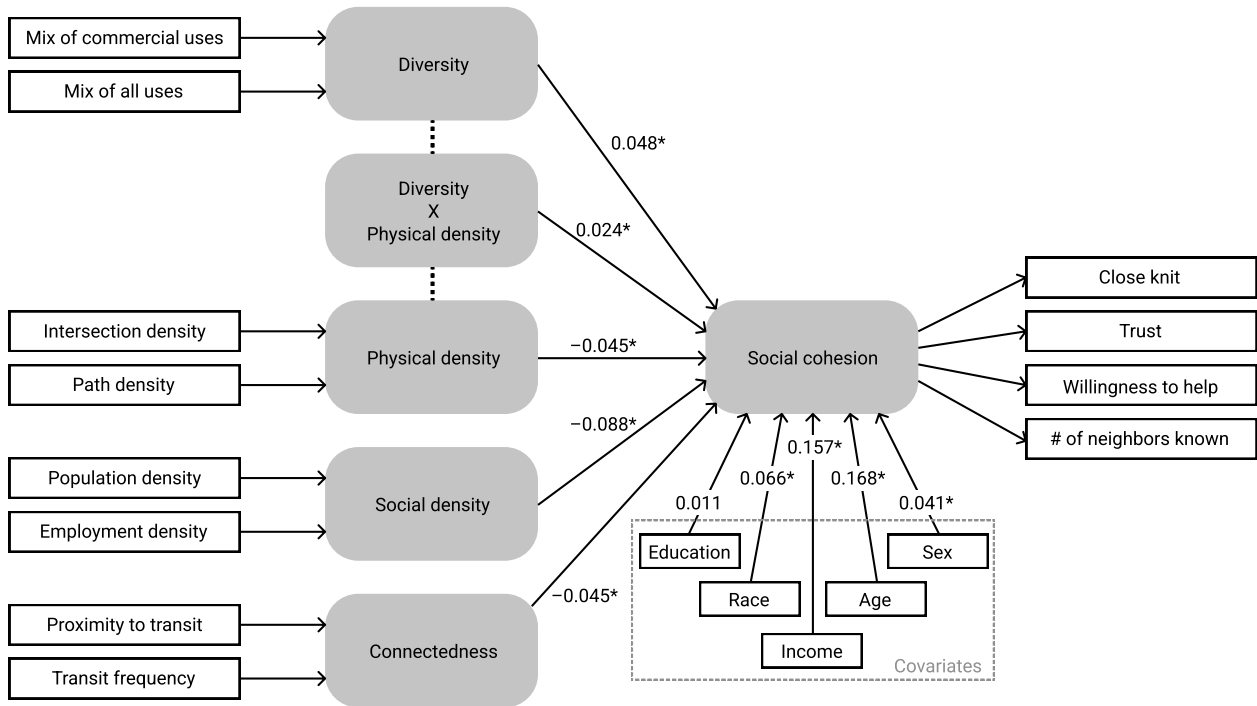 Mix of commercial uses
Mix of all uses
Diversity
0.048*
Diversity
X
Physical density
0.024*
Intersection density
Path density
Physical density
−0.045*
Population density
Employment density
Social density
−0.088*
Proximity to transit
Transit frequency
Connectedness
−0.045*
Social cohesion
Close knit
Trust
Willingness to help
# of neighbors known
0.011
0.066*
0.157*
0.168*
0.041*
Education
Race
Income
Age
Sex
Covariates